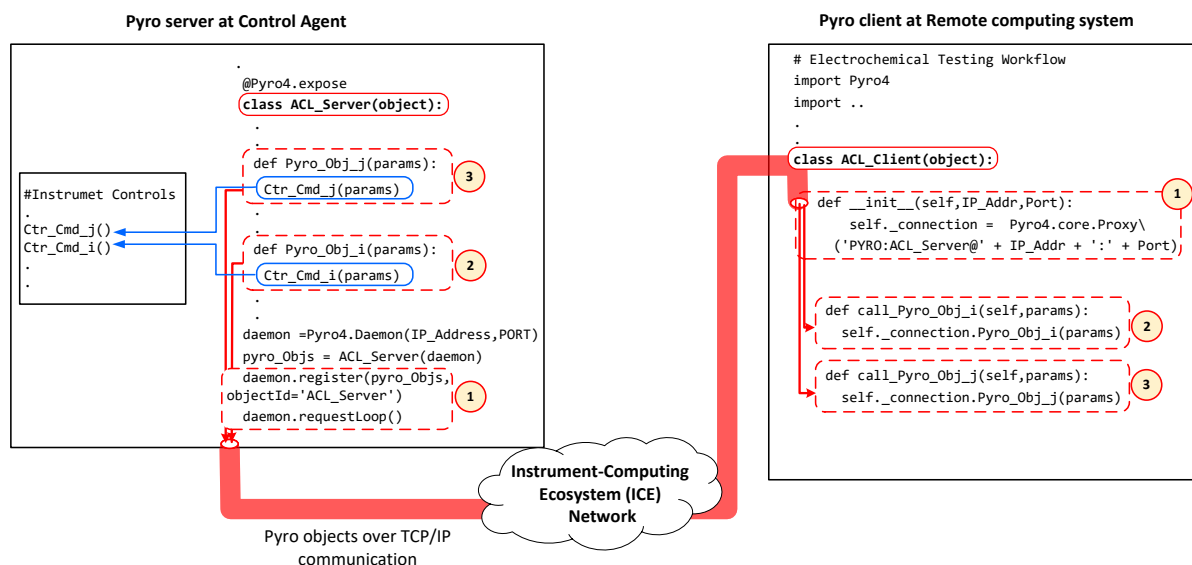 Pyro server at Control Agent
.
@Pyro4.expose
class ACL_Server(object):
.
.
def Pyro_Obj_j(params):
3
Ctr_Cmd_j(params)
.
.
def Pyro_Obj_i(params):
2
Ctr_Cmd_i(params)
.
.
daemon =Pyro4.Daemon(IP_Address,PORT)
pyro_Objs = ACL_Server(daemon)
daemon.register(pyro_Objs,
objectId='ACL_Server')
1
daemon.requestLoop()
#Instrumet Controls
.
Ctr_Cmd_j()
Ctr_Cmd_i()
.
.
Pyro objects over TCP/IP
communication
Instrument-Computing
Ecosystem (ICE)
Network
Pyro client at Remote computing system
# Electrochemical Testing Workflow
import Pyro4
import ..
.
.
class ACL_Client(object):
1
def __init__(self,IP_Addr,Port):
self._connection = Pyro4.core.Proxy\
('PYRO:ACL_Server@' + IP_Addr + ':' + Port)
def call_Pyro_Obj_i(self,params):
2
self._connection.Pyro_Obj_i(params)
def call_Pyro_Obj_j(self,params):
3
self._connection.Pyro_Obj_j(params)